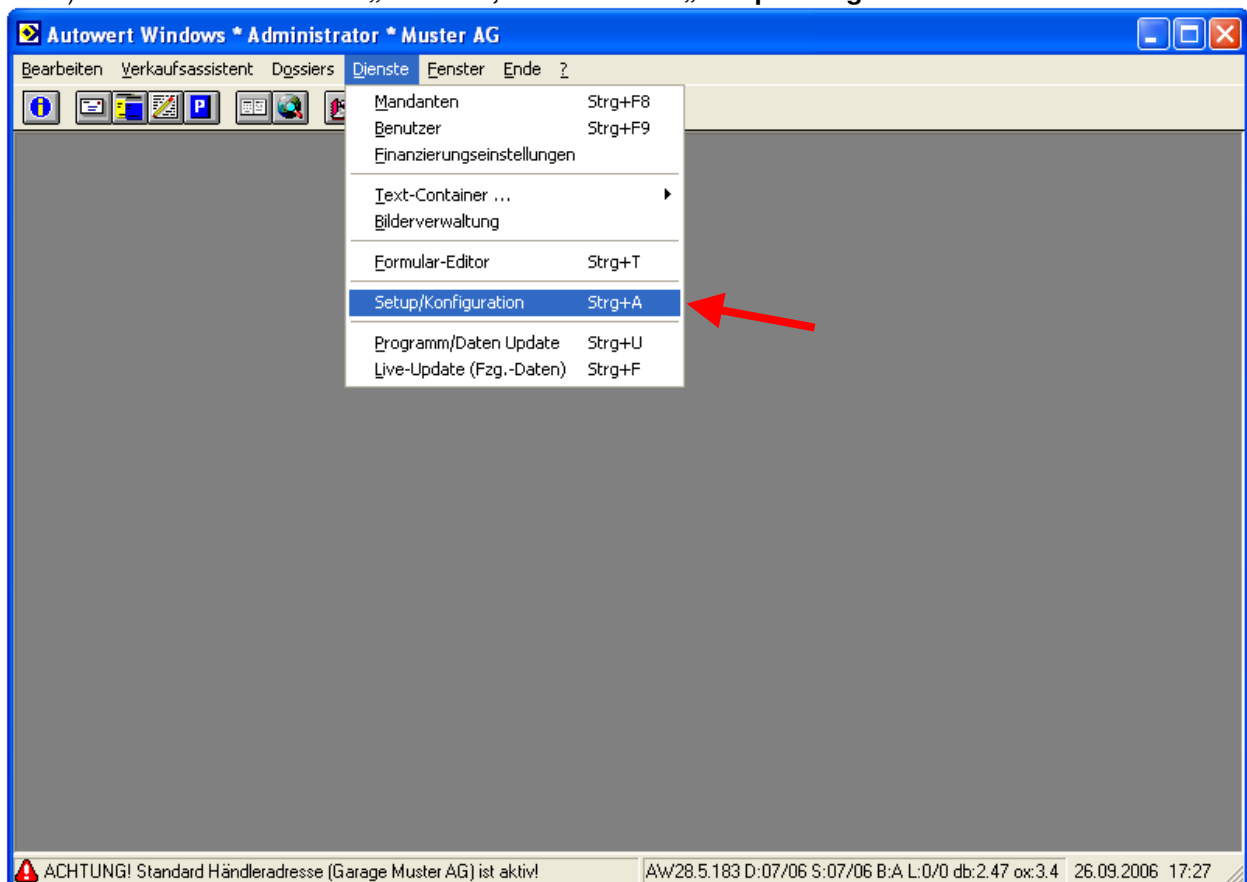 Autowert Windows * Administrator * Muster AG
Bearbeiten Verkaufsassistent Dossiers Dienste Fenster Ende ?
Mandanten Strg+F8
Benutzer Strg+F9
Finanzierungseinstellungen
Text-Container ...
Bilderverwaltung
Formular-Editor Strg+T
Setup/Konfiguration Strg+A
Programm/Daten Update Strg+U
Live-Update (Fzg.-Daten) Strg+F
ACHTUNG! Standard Händleradresse (Garage Muster AG) ist aktiv! AW28.5.183 D:07/06 S:07/06 B:A L:0/0 db:2.47 ox:3.4 26.09.2006 17:27